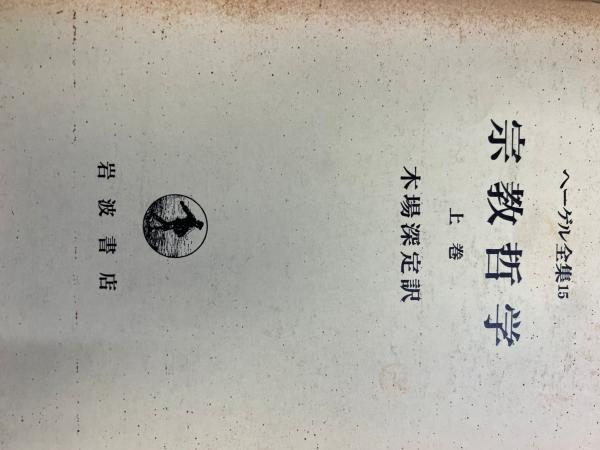 ヘーゲル全集15
宗教哲学
上巻
木場深定訳
岩波書店